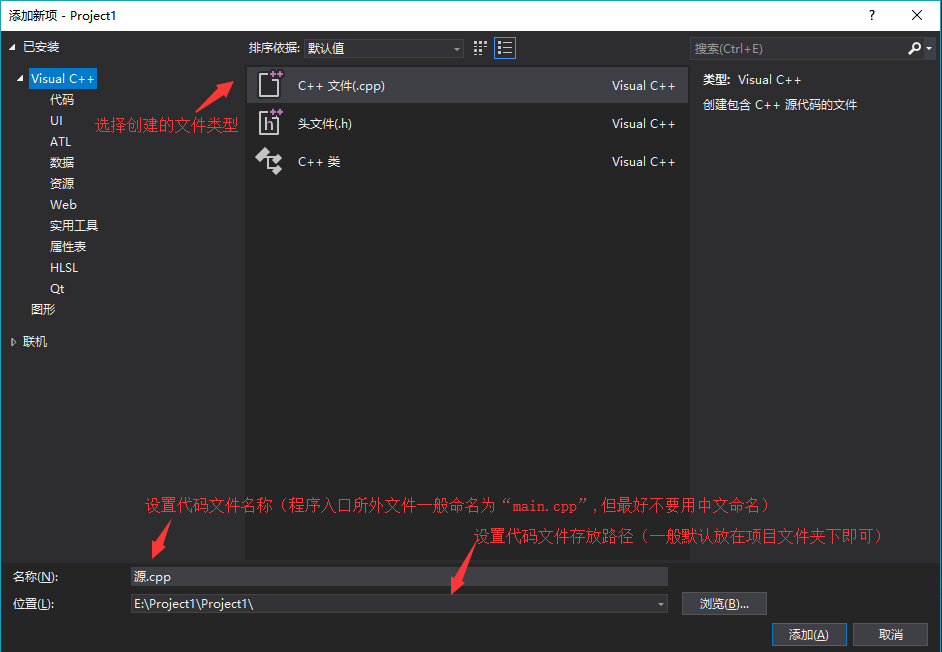 添加新项 - Project1
?
已安装
排序依据: 默认值
搜索(Ctrl+E)
Visual C++
代码
UI
ATL
数据
资源
Web
实用工具
属性表
HLSL
Qt
图形
联机
选择创建的文件类型
C++ 文件(.cpp) Visual C++
头文件(.h) Visual C++
C++ 类 Visual C++
类型: Visual C++
创建包含 C++ 源代码的文件
设置代码文件名称（程序入口所外文件一般命名为“main.cpp”,但最好不要用中文命名）
设置代码文件存放路径（一般默认放在项目文件夹下即可）
名称(N): 源.cpp
位置(L): E:\Project1\Project1\ 浏览(B)...
添加(A) 取消